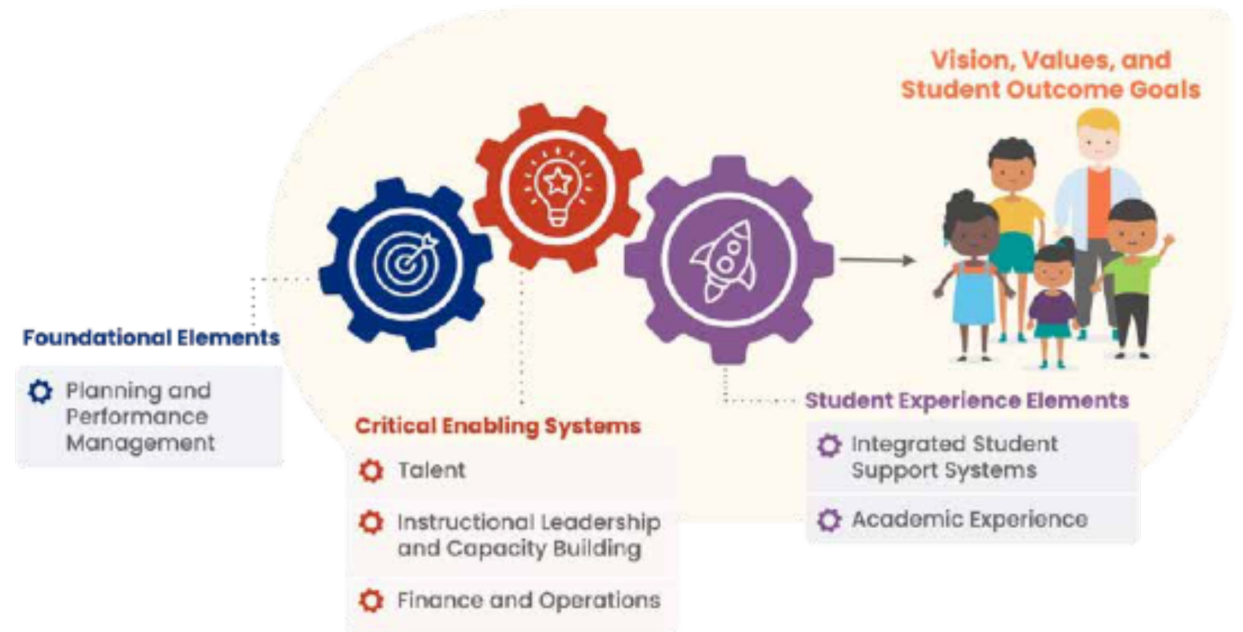 Vision, Values, and
Student Outcome Goals
Foundational Elements
Planning and
Performance
Management
Critical Enabling Systems
Talent
Instructional Leadership
and Capacity Building
Finance and Operations
Student Experience Elements
Integrated Student
Support Systems
Academic Experience